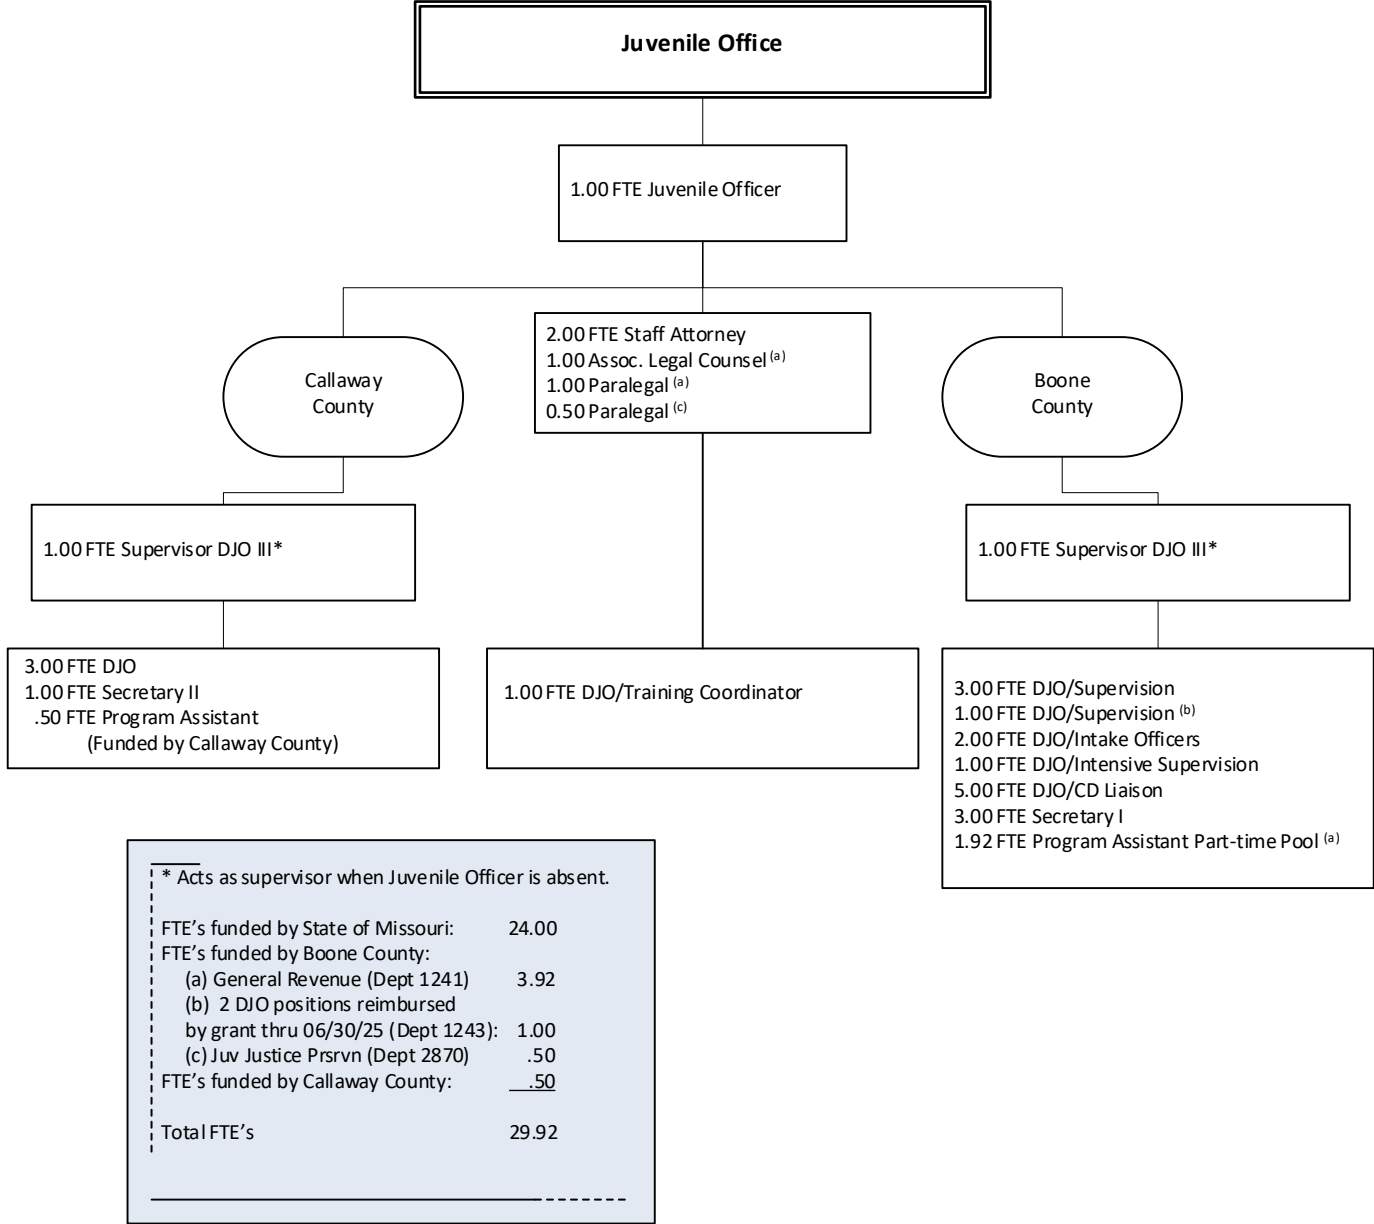 Juvenile Office
1.00 FTE Juvenile Officer
Callaway
County
2.00 FTE Staff Attorney
1.00 Assoc. Legal Counsel (a)
1.00 Paralegal (a)
0.50 Paralegal (c)
Boone
County
1.00 FTE Supervisor DJO III*
1.00 FTE Supervisor DJO III*
3.00 FTE DJO
1.00 FTE Secretary II
.50 FTE Program Assistant
(Funded by Callaway County)
1.00 FTE DJO/Training Coordinator
3.00 FTE DJO/Supervision
1.00 FTE DJO/Supervision (b)
2.00 FTE DJO/Intake Officers
1.00 FTE DJO/Intensive Supervision
5.00 FTE DJO/CD Liaison
3.00 FTE Secretary I
1.92 FTE Program Assistant Part-time Pool (a)
* Acts as supervisor when Juvenile Officer is absent.
FTE's funded by State of Missouri: 24.00
FTE's funded by Boone County:
(a) General Revenue (Dept 1241) 3.92
(b) 2 DJO positions reimbursed
by grant thru 06/30/25 (Dept 1243): 1.00
(c) Juv Justice Prsrvn (Dept 2870) .50
FTE's funded by Callaway County: .50
Total FTE's 29.92